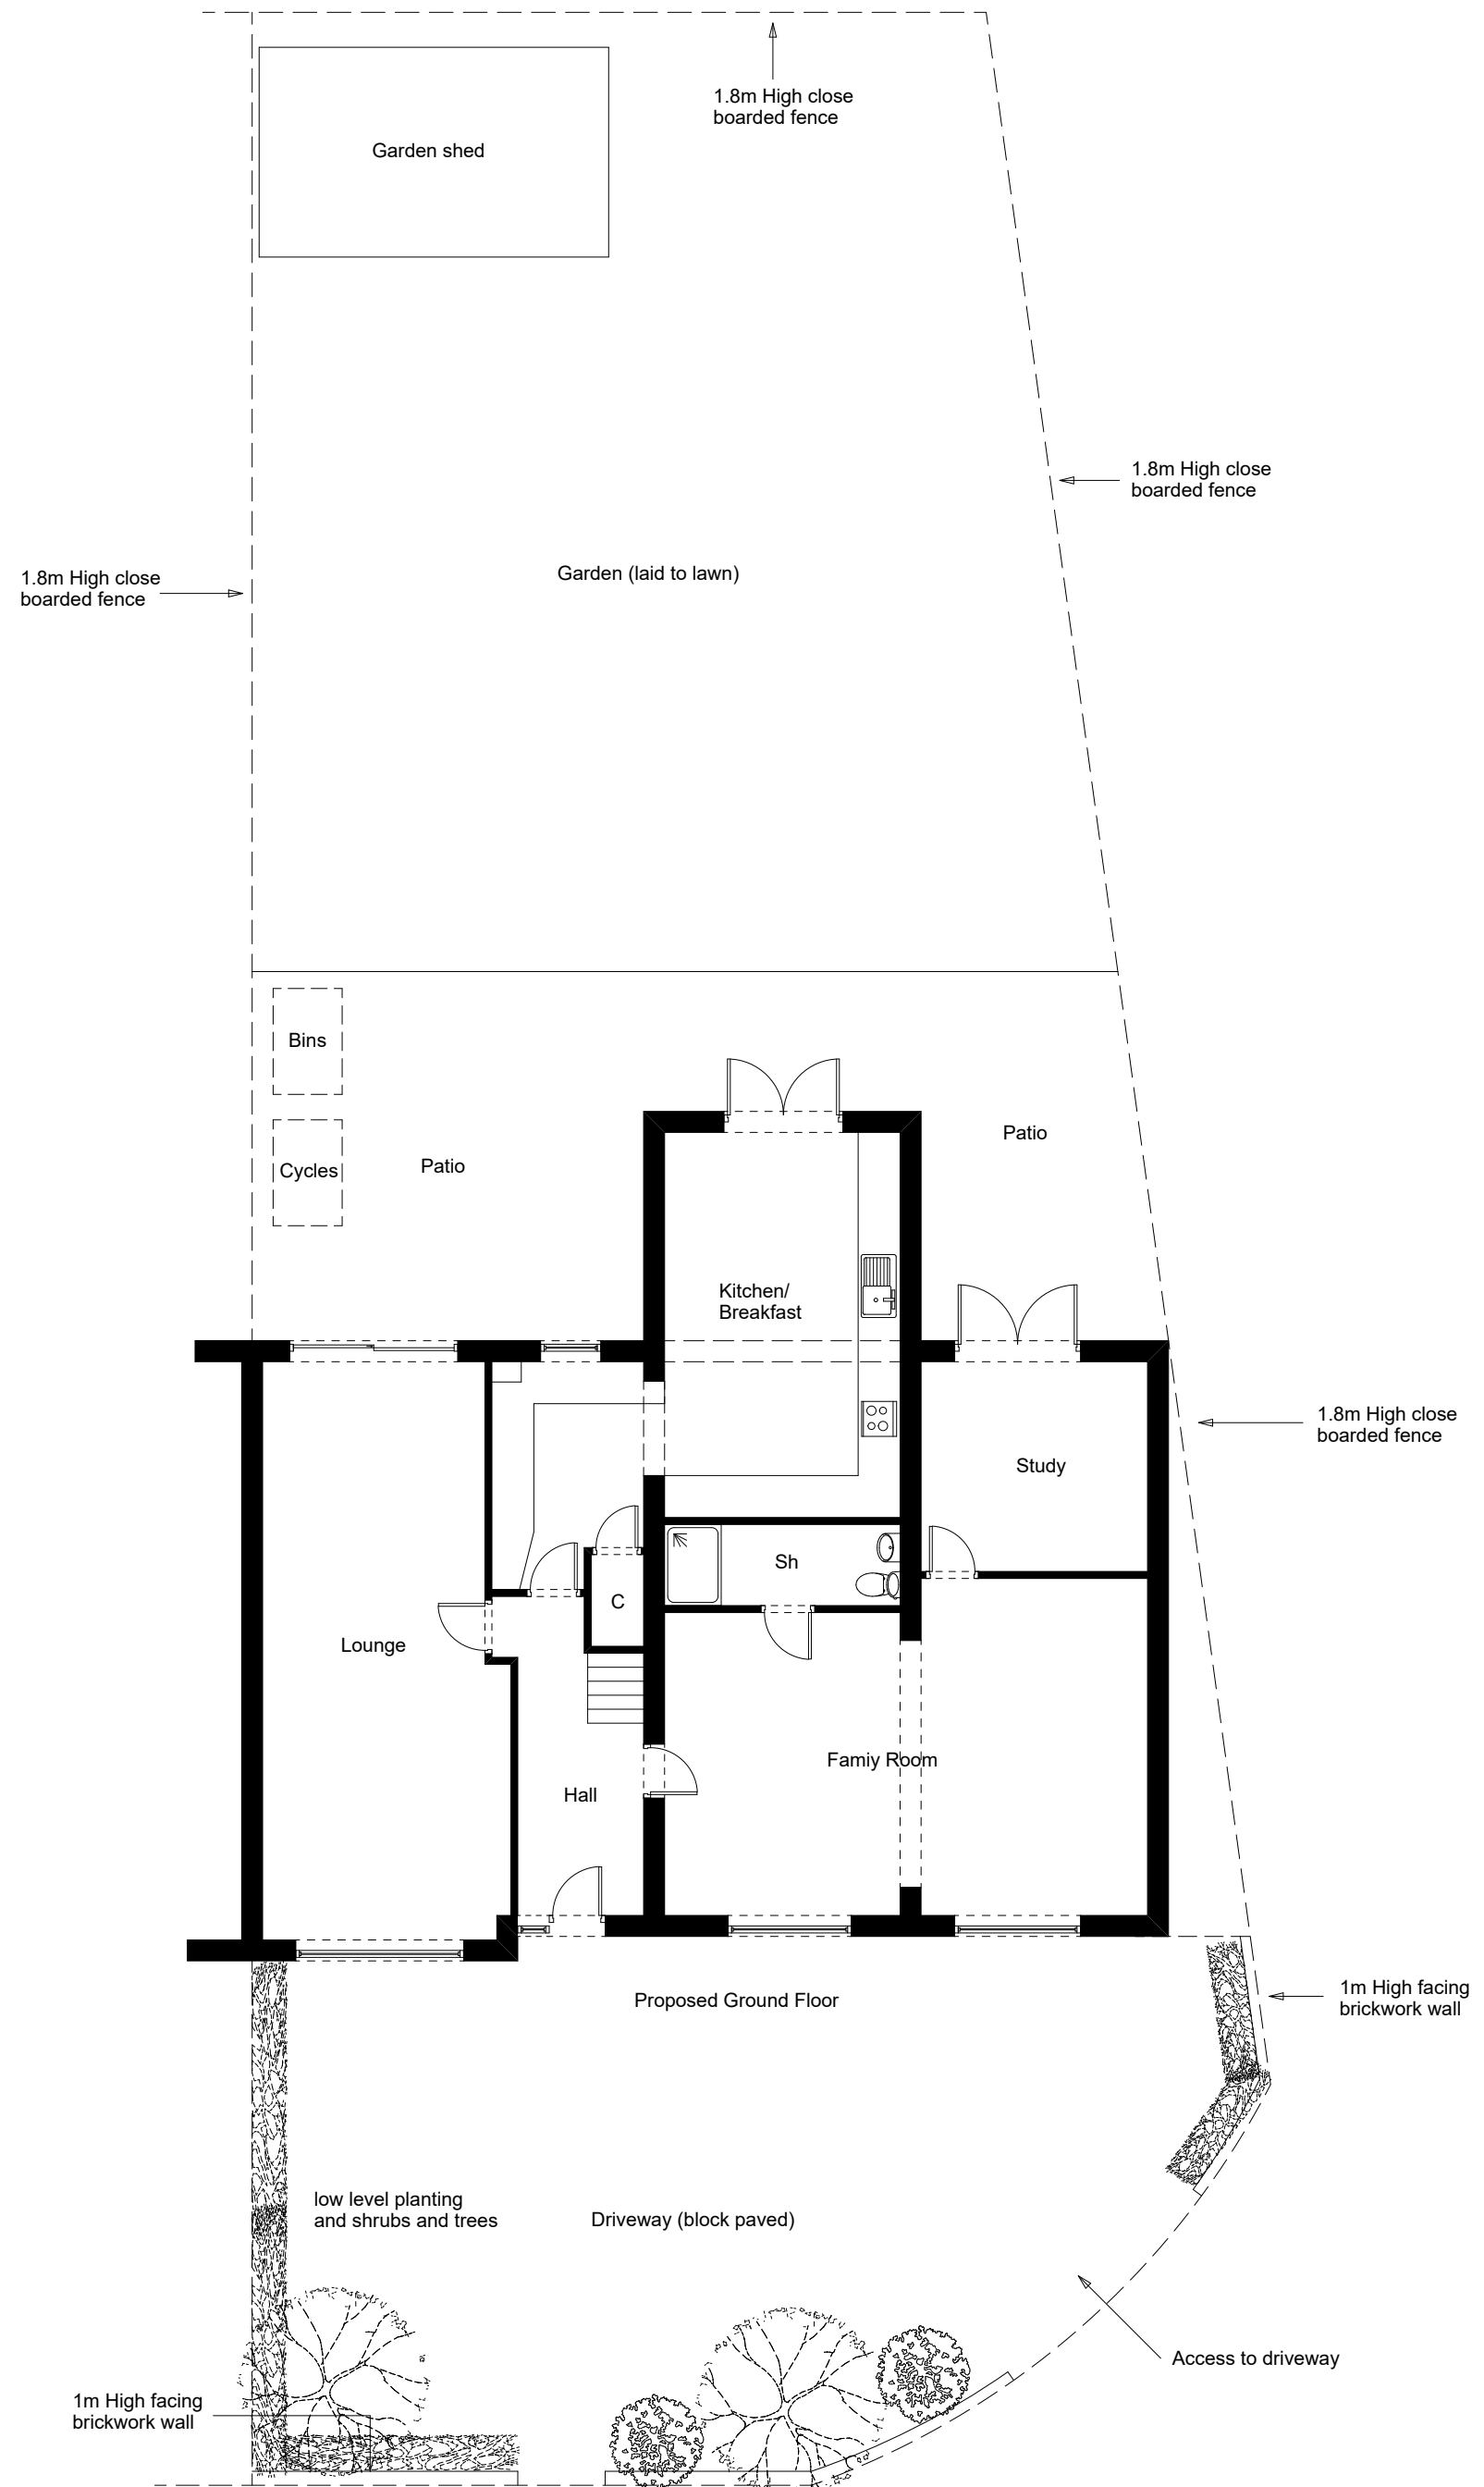 1.8m High close
boarded fence
Garden shed
1.8m High close
boarded fence
Garden (laid to lawn)
1.8m High close
boarded fence
Bins
Patio
Cycles
Patio
Kitchen/
Breakfast
1.8m High close
boarded fence
Study
Sh
C
Lounge
Famiy Room
Hall
1m High facing
brickwork wall
Proposed Ground Floor
low level planting
and shrubs and trees
Driveway (block paved)
Access to driveway
1m High facing
brickwork wall